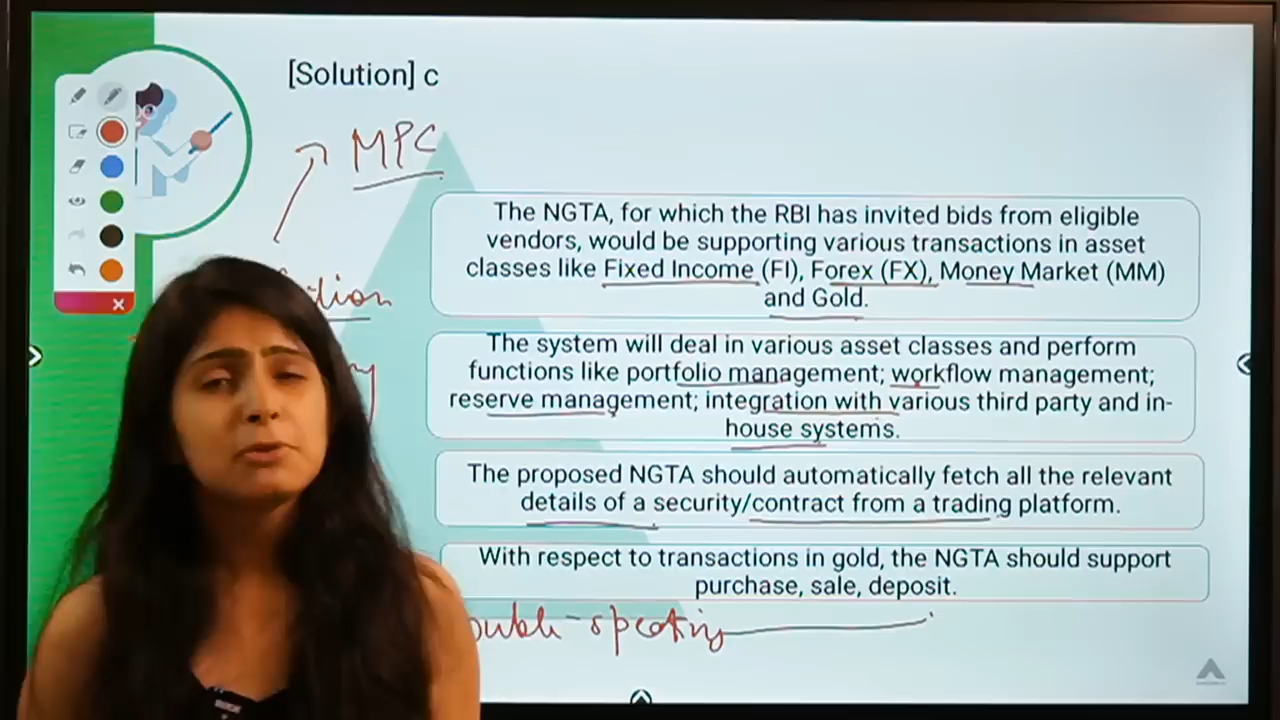 [Solution] c
MPC
The NGTA, for which the RBI has invited bids from eligible
vendors, would be supporting various transactions in asset
classes like Fixed Income (FI), Forex (FX), Money Market (MM)
and Gold.
The system will deal in various asset classes and perform
functions like portfolio management; workflow management;
reserve management; integration with various third party and in-
house systems.
The proposed NGTA should automatically fetch all the relevant
details of a security/contract from a trading platform.
With respect to transactions in gold, the NGTA should support
purchase, sale, deposit.